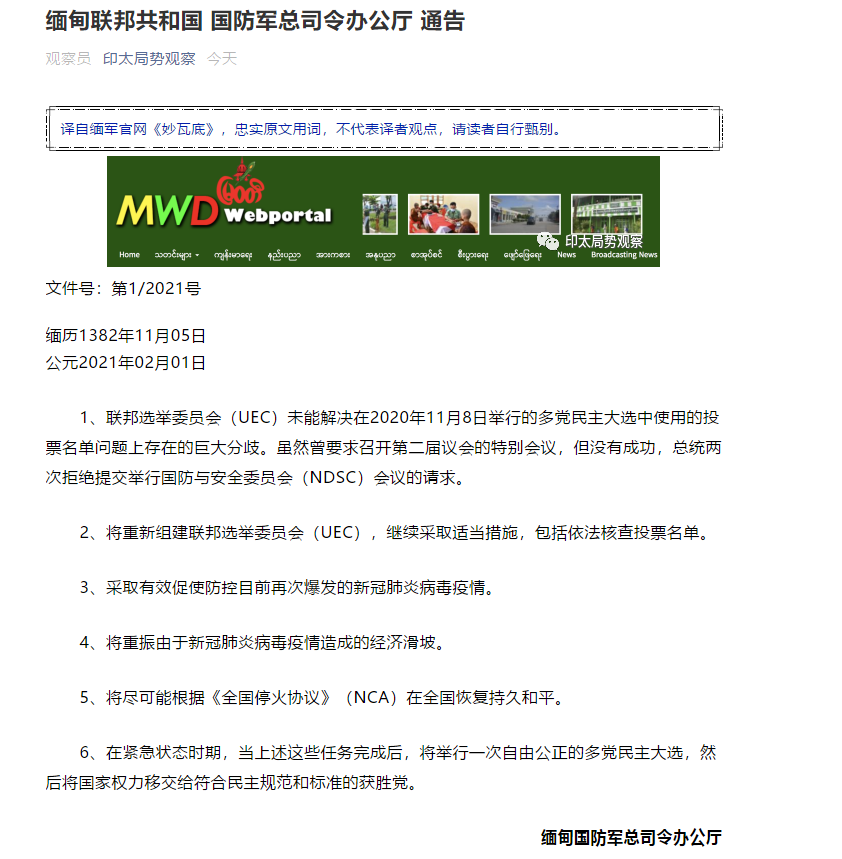 缅甸联邦共和国 国防军总司令办公厅 通告
观察员 印太局势观察 今天
译自缅军官网《妙瓦底》，忠实原文用词，不代表译者观点，请读者自行甄别。
မြဝတီ
MWD Webportal
印太局势观察
Home သတင်းများ ကျန်းမာရေး နည်းပညာ အားကစား အနုပညာ စာအုပ်စင် စီးပွားရေး ဖျော်ဖြေရေး News Broadcasting News
文件号：第1/2021号
缅历1382年11月05日
公元2021年02月01日
1、联邦选举委员会（UEC）未能解决在2020年11月8日举行的多党民主大选中使用的投
票名单问题上存在的巨大分歧。虽然曾要求召开第二届议会的特别会议，但没有成功，总统两
次拒绝提交举行国防与安全委员会（NDSC）会议的请求。
2、将重新组建联邦选举委员会（UEC），继续采取适当措施，包括依法核查投票名单。
3、采取有效促使防控目前再次爆发的新冠肺炎病毒疫情。
4、将重振由于新冠肺炎病毒疫情造成的经济滑坡。
5、将尽可能根据《全国停火协议》（NCA）在全国恢复持久和平。
6、在紧急状态时期，当上述这些任务完成后，将举行一次自由公正的多党民主大选，然
后将国家权力移交给符合民主规范和标准的获胜党。
缅甸国防军总司令办公厅